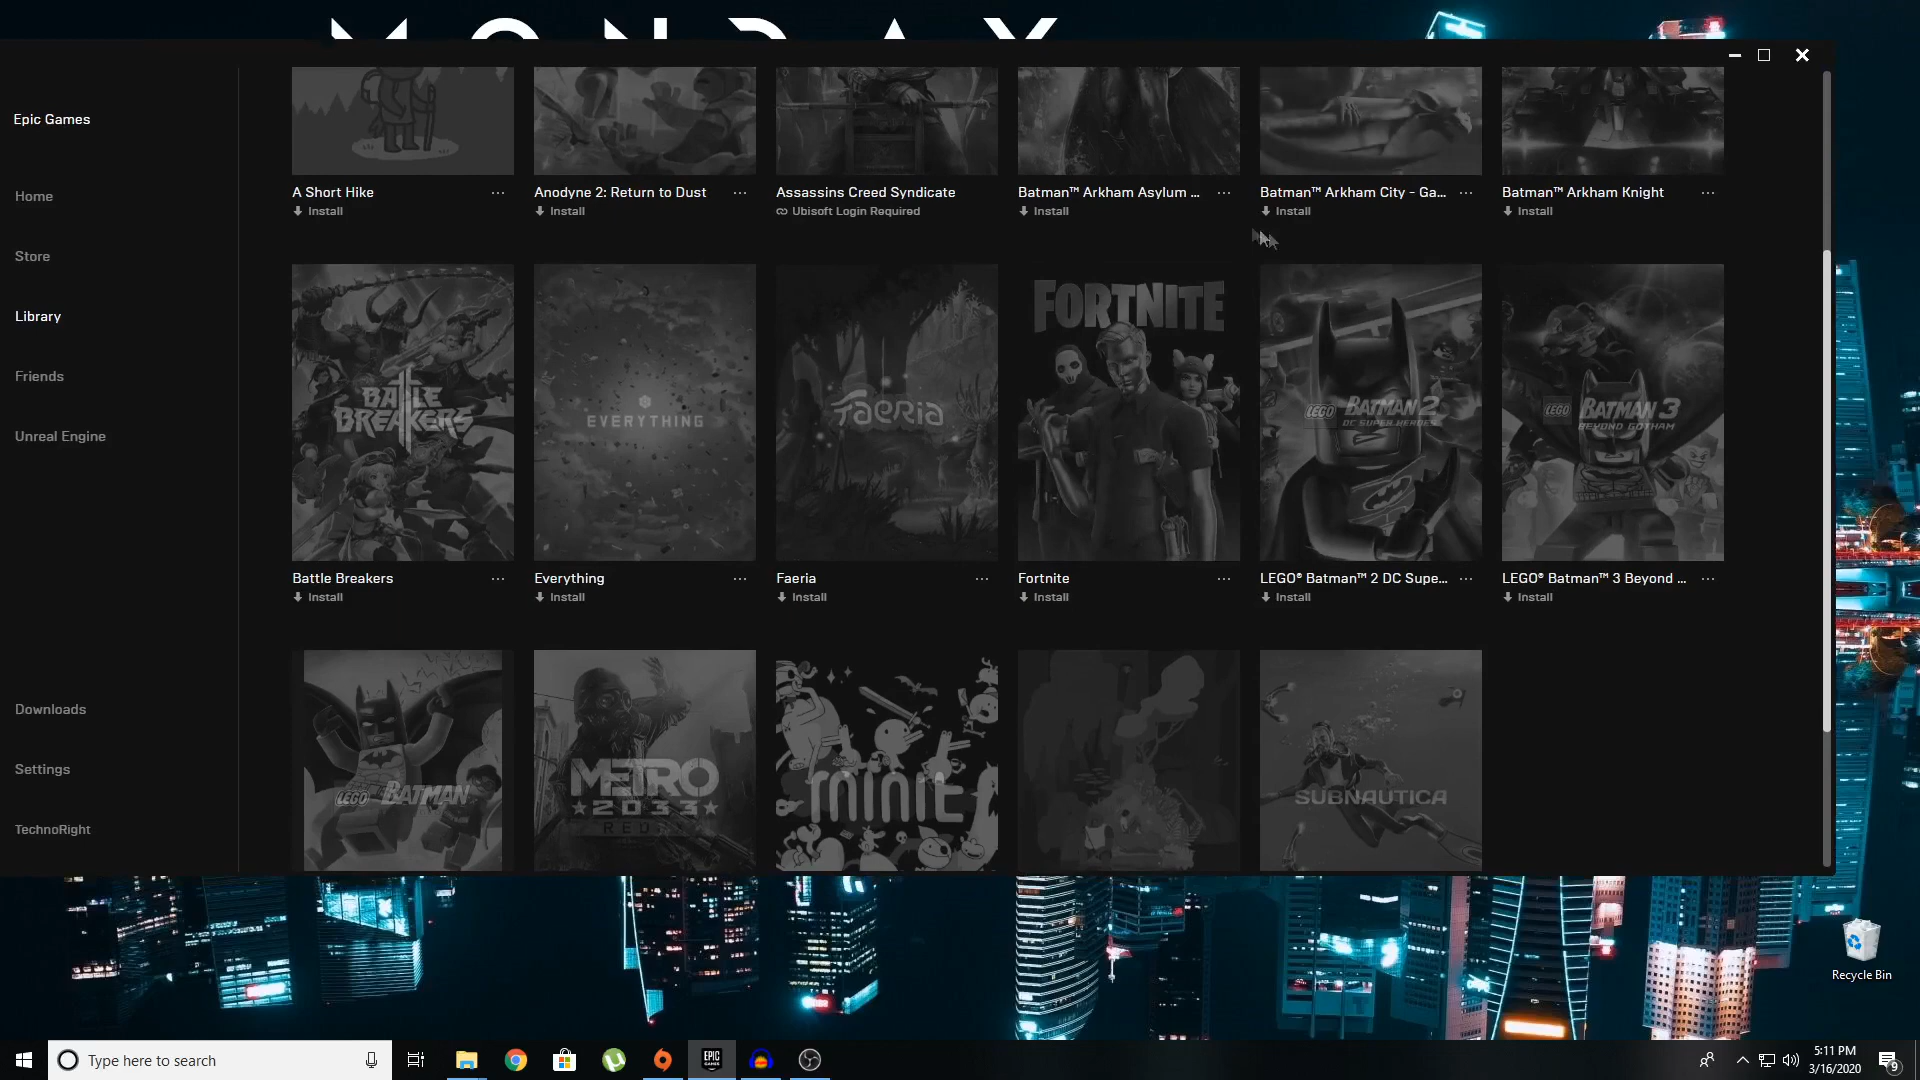 MONDAY
Epic Games
Home
Store
Library
Friends
Unreal Engine
Downloads
Settings
TechnoRight
A Short Hike
Install
Anodyne 2: Return to Dust
Install
Assassins Creed Syndicate
Ubisoft Login Required
Batman™ Arkham Asylum ...
Install
Batman™ Arkham City - Ga...
Install
Batman™ Arkham Knight
Install
BATTLE
BREAKERS
EVERYTHING
Faeria
FORTNITE
LEGO BATMAN 2
DC SUPER HEROES
LEGO BATMAN 3
BEYOND GOTHAM
Battle Breakers
Install
Everything
Install
Faeria
Install
Fortnite
Install
LEGO® Batman™ 2 DC Supe...
Install
LEGO® Batman™ 3 Beyond ...
Install
LEGO BATMAN
METRO
2033
REDUX
minit
SUBNAUTICA
Recycle Bin
Type here to search
EPIC
GAMES
5:11 PM
3/16/2020
9